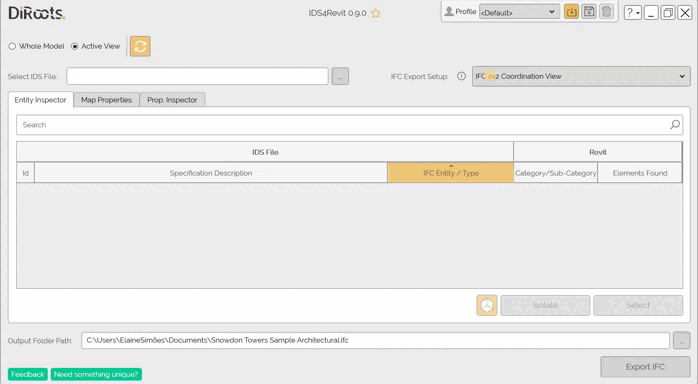 DiRoots.
IDS4Revit 0.9.0
Profile
<Default>
?
Whole Model
Active View
Select IDS File:
...
IFC Export Setup:
IFC 2x2 Coordination View
Entity Inspector
Map Properties
Prop. Inspector
Search
IDS File
Revit
Id
Specification Description
IFC Entity / Type
Category/Sub-Category
Elements Found
Isolate
Select
Output Folder Path:
C:\Users\ElaineSimões\Documents\Snowdon Towers Sample Architectural.ifc
...
Feedback
Need something unique?
Export IFC